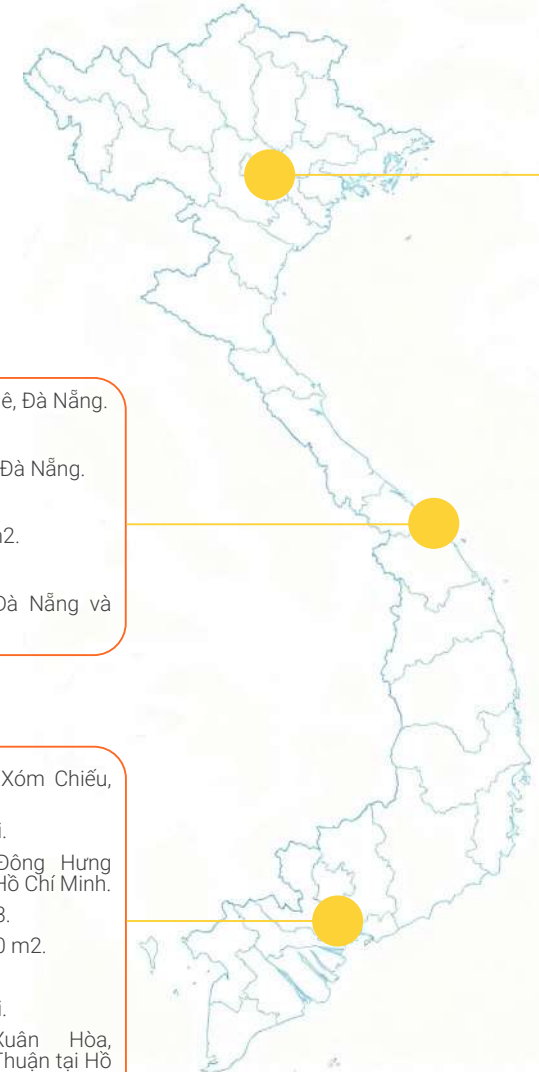 ê, Đà Nẵng.
Đà Nẵng.
m2.
Đà Nẵng và
Xóm Chiếu,
i.
Đông Hưng
Hồ Chí Minh.
3.
0 m2.
i.
Xuân Hòa,
Thuận tại Hồ